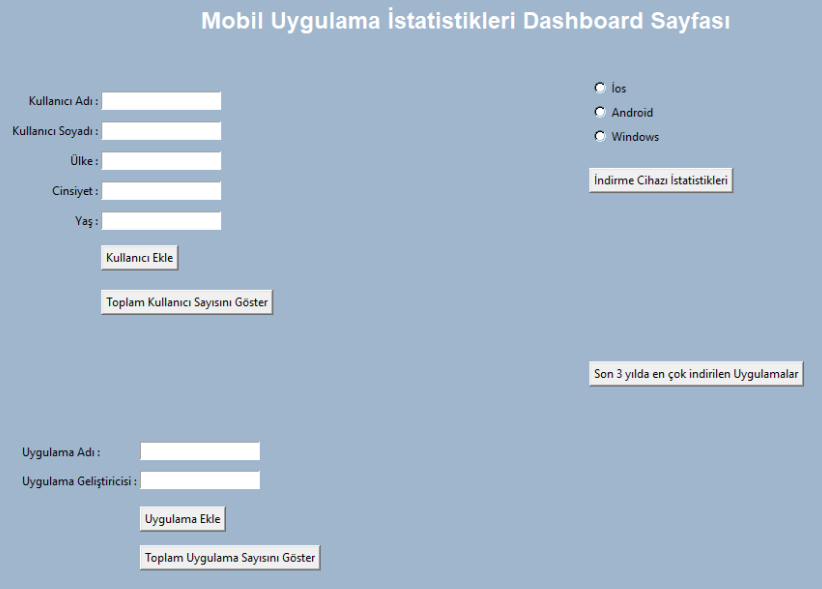 Mobil Uygulama İstatistikleri Dashboard Sayfası
Kullanıcı Adı :
Kullanıcı Soyadı :
Ülke :
Cinsiyet :
Yaş :
Kullanıcı Ekle
Toplam Kullanıcı Sayısını Göster
İos
Android
Windows
İndirme Cihazı İstatistikleri
Son 3 yılda en çok indirilen Uygulamalar
Uygulama Adı :
Uygulama Geliştiricisi :
Uygulama Ekle
Toplam Uygulama Sayısını Göster